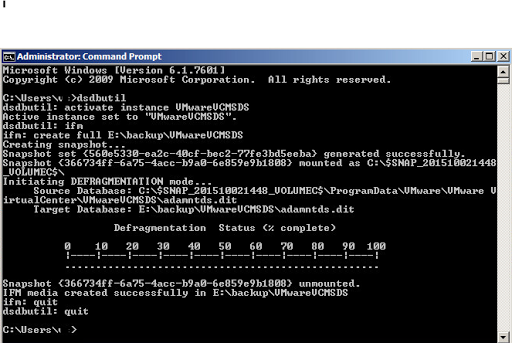 Administrator: Command Prompt
Microsoft Windows [Version 6.1.7601]
Copyright (c) 2009 Microsoft Corporation. All rights reserved.
C:\Users\v :>dsdbutil
dsdbutil: activate instance VMwareVCMSDS
Active instance set to "VMwareVCMSDS".
dsdbutil: ifm
ifm: create full E:\backup\VMwareVCMSDS
Creating snapshot...
Snapshot set {560e5330-ea2c-40cf-bec2-77fe3bd5eeba} generated successfully.
Snapshot {366734ff-6a75-4acc-b9a0-6e859e9b1808} mounted as C:\$SNAP_201510021448
_VOLUMEC$\
Initiating DEFRAGMENTATION mode...
Source Database: C:\$SNAP_201510021448_VOLUMEC$\ProgramData\VMware\VMware V
irtualCenter\VMwareVCMSDS\adamntds.dit
Target Database: E:\backup\VMwareVCMSDS\adamntds.dit
Defragmentation Status (% complete)
0 10 20 30 40 50 60 70 80 90 100
|----|----|----|----|----|----|----|----|----|----|
...................................................
Snapshot {366734ff-6a75-4acc-b9a0-6e859e9b1808} unmounted.
IFM media created successfully in E:\backup\VMwareVCMSDS
ifm: quit
dsdbutil: quit
C:\Users\v :>